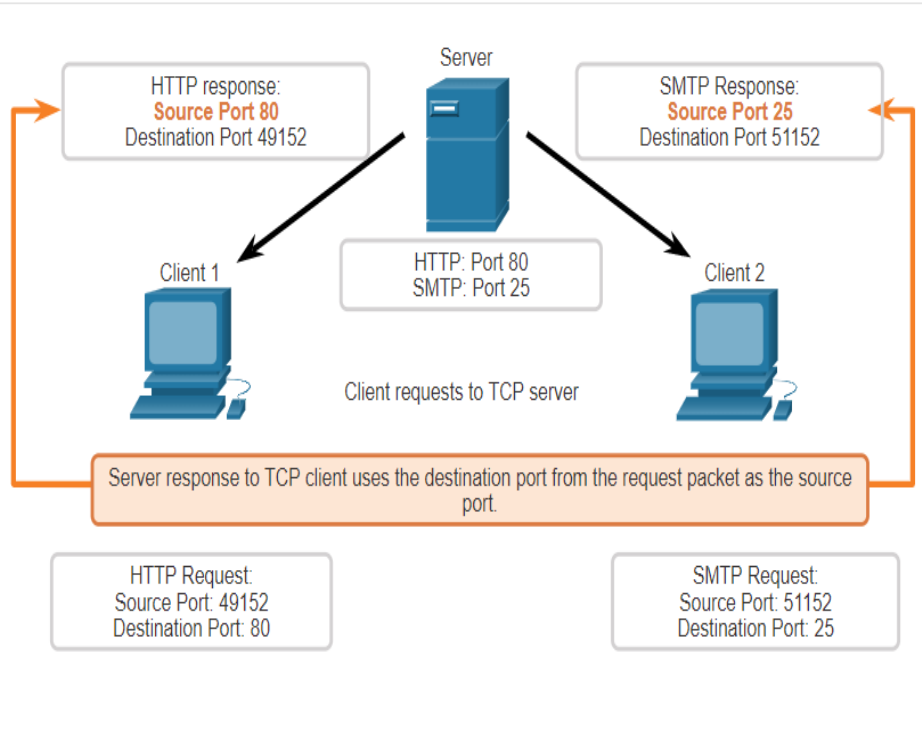 Server
HTTP response:
Source Port 80
Destination Port 49152
SMTP Response:
Source Port 25
Destination Port 51152
HTTP: Port 80
SMTP: Port 25
Client 1
Client 2
Client requests to TCP server
Server response to TCP client uses the destination port from the request packet as the source
port.
HTTP Request:
Source Port: 49152
Destination Port: 80
SMTP Request:
Source Port: 51152
Destination Port: 25